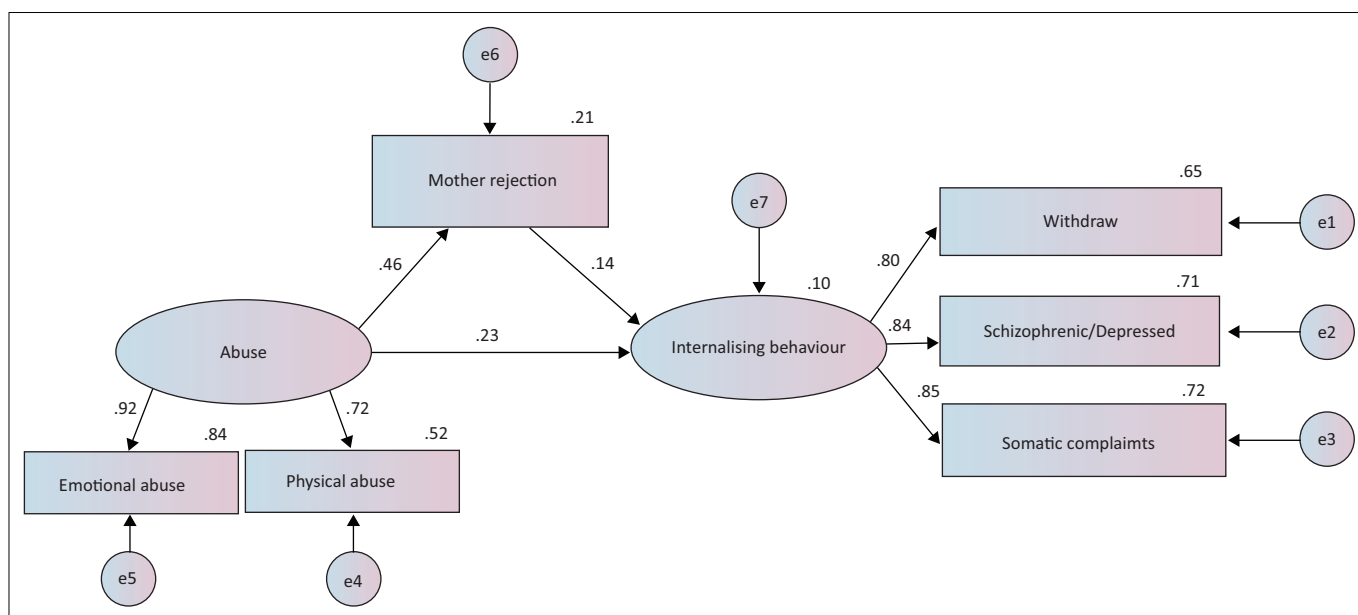 e6
.21
Mother rejection
.65
e7
Withdraw
e1
.46
.14
.80
.10
.71
Abuse
.23
Internalising behaviour
.84
Schizophrenic/Depressed
e2
.92
.72
.85
.72
.84
.52
Somatic complaimts
e3
Emotional abuse
Physical abuse
e5
e4